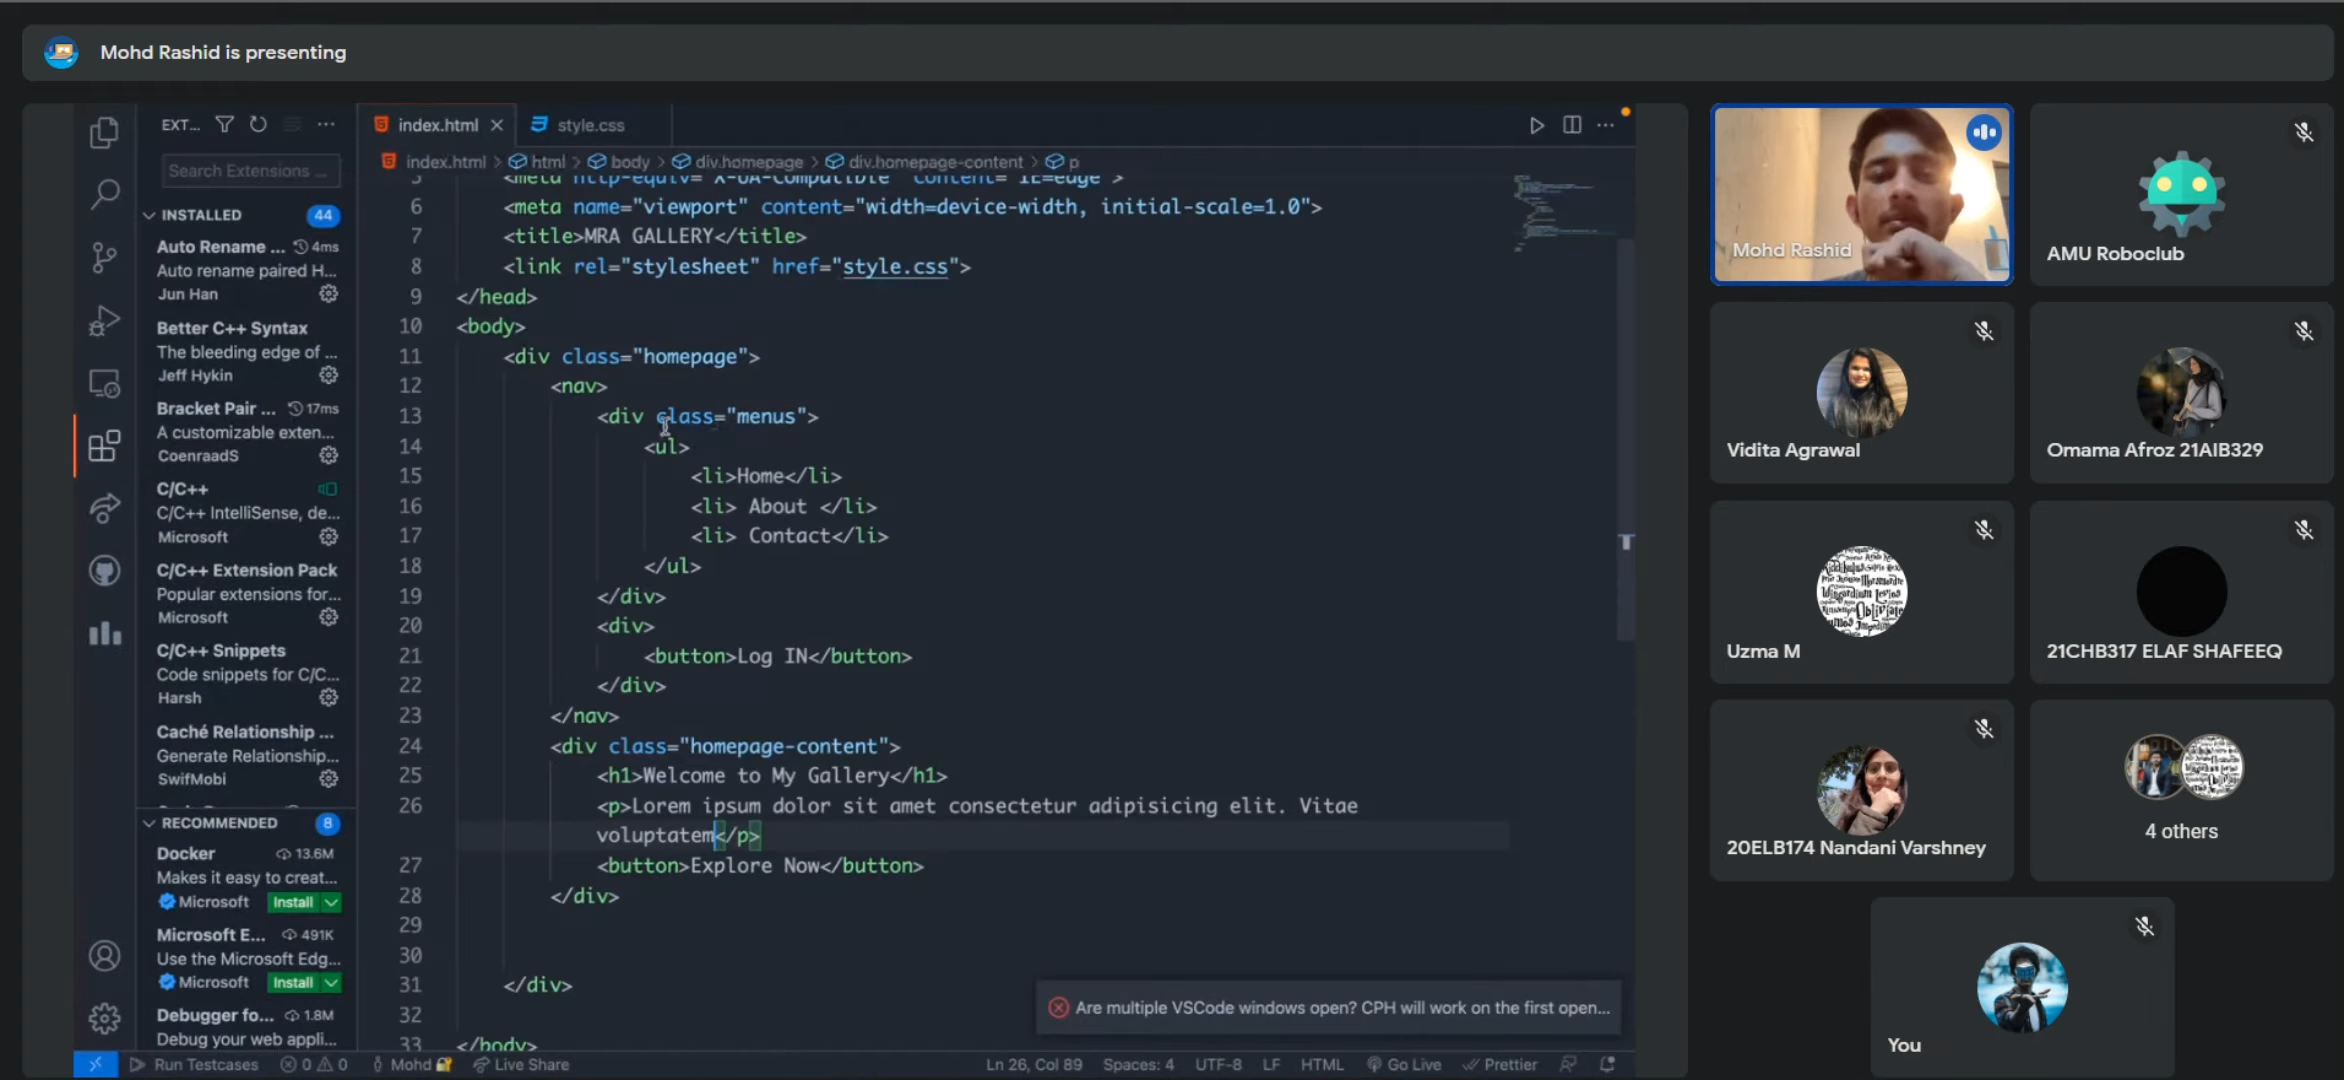 Mohd Rashid is presenting
EXT...
index.html
style.css
Search Extensions ...
index.html > html > body > div.homepage > div.homepage-content > p
INSTALLED 44
Auto Rename ... 4ms
Auto rename paired H...
Jun Han
Better C++ Syntax
The bleeding edge of ...
Jeff Hykin
Bracket Pair ... 17ms
A customizable exten...
CoenraadS
C/C++
C/C++ IntelliSense, de...
Microsoft
C/C++ Extension Pack
Popular extensions for...
Microsoft
C/C++ Snippets
Code snippets for C/C...
Harsh
Caché Relationship ...
Generate Relationship...
SwifMobi
RECOMMENDED 8
Docker 13.6M
Makes it easy to creat...
Microsoft Install
Microsoft E... 491K
Use the Microsoft Edg...
Microsoft Install
Debugger fo... 1.8M
Debug your web appli...
5 <meta http-equiv="X-UA-Compatible" content="IE=edge">
6 <meta name="viewport" content="width=device-width, initial-scale=1.0">
7 <title>MRA GALLERY</title>
8 <link rel="stylesheet" href="style.css">
9 </head>
10 <body>
11 <div class="homepage">
12 <nav>
13 <div class="menus">
14 <ul>
15 <li>Home</li>
16 <li> About </li>
17 <li> Contact</li>
18 </ul>
19 </div>
20 <div>
21 <button>Log IN</button>
22 </div>
23 </nav>
24 <div class="homepage-content">
25 <h1>Welcome to My Gallery</h1>
26 <p>Lorem ipsum dolor sit amet consectetur adipisicing elit. Vitae
voluptatem</p>
27 <button>Explore Now</button>
28 </div>
29
30
31 </div>
32
33 </body>
Are multiple VSCode windows open? CPH will work on the first open...
Run Testcases 0 0 Mohd Live Share Ln 26, Col 89 Spaces: 4 UTF-8 LF HTML Go Live Prettier
Mohd Rashid
AMU Roboclub
Vidita Agrawal
Omama Afroz 21AIB329
Uzma M
21CHB317 ELAF SHAFEEQ
20ELB174 Nandani Varshney
4 others
You